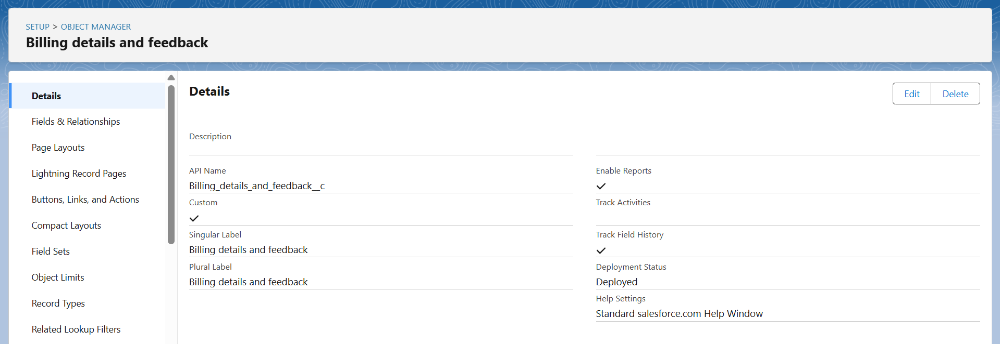 SETUP > OBJECT MANAGER
Billing details and feedback
Details
Fields & Relationships
Page Layouts
Lightning Record Pages
Buttons, Links, and Actions
Compact Layouts
Field Sets
Object Limits
Record Types
Related Lookup Filters
Details
Edit
Delete
Description
API Name
Billing_details_and_feedback__c
Custom
Singular Label
Billing details and feedback
Plural Label
Billing details and feedback
Enable Reports
Track Activities
Track Field History
Deployment Status
Deployed
Help Settings
Standard salesforce.com Help Window